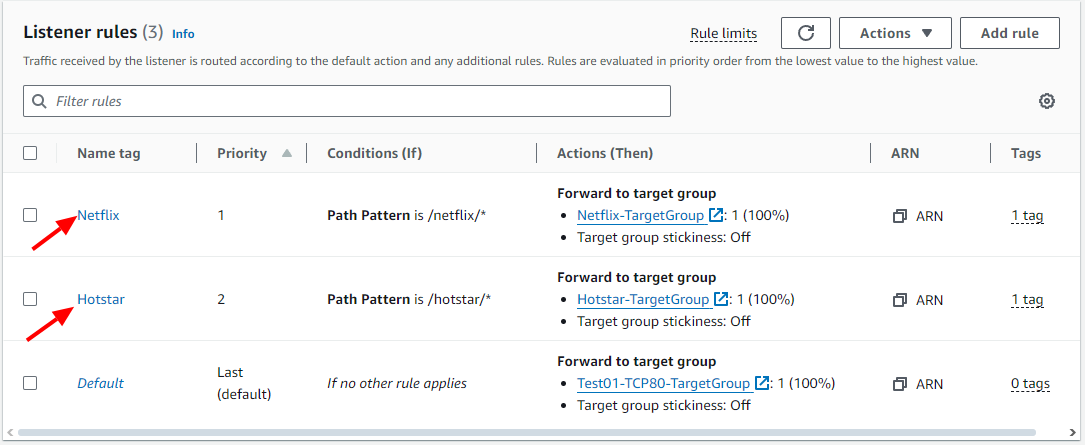 Listener rules (3) Info
Rule limits
Actions
Add rule
Traffic received by the listener is routed according to the default action and any additional rules. Rules are evaluated in priority order from the lowest value to the highest value.
Filter rules
Name tag Priority Conditions (If) Actions (Then) ARN Tags
Forward to target group
Netflix 1 Path Pattern is /netflix/* • Netflix-TargetGroup : 1 (100%) ARN 1 tag
• Target group stickiness: Off
Forward to target group
Hotstar 2 Path Pattern is /hotstar/* • Hotstar-TargetGroup : 1 (100%) ARN 1 tag
• Target group stickiness: Off
Forward to target group
Default Last (default) If no other rule applies • Test01-TCP80-TargetGroup : 1 (100%) ARN 0 tags
• Target group stickiness: Off